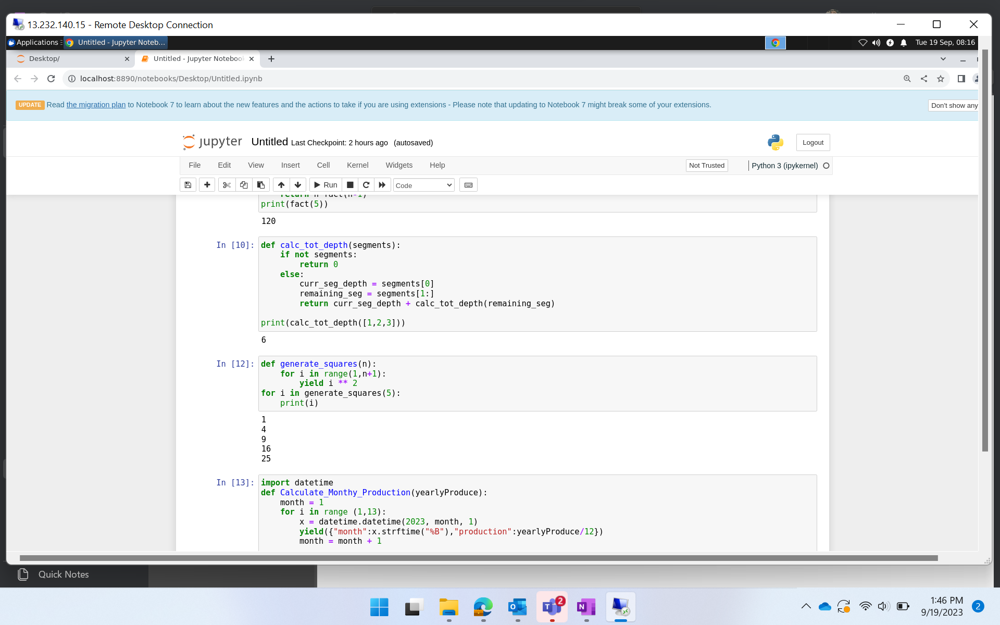 13.232.140.15 - Remote Desktop Connection
Applications
Untitled - Jupyter Noteb...
Tue 19 Sep, 08:16
Desktop/
Untitled - Jupyter Notebook
localhost:8890/notebooks/Desktop/Untitled.ipynb
UPDATE Read the migration plan to Notebook 7 to learn about the new features and the actions to take if you are using extensions - Please note that updating to Notebook 7 might break some of your extensions.
Don't show any
jupyter Untitled Last Checkpoint: 2 hours ago (autosaved)
Logout
File Edit View Insert Cell Kernel Widgets Help
Not Trusted
Python 3 (ipykernel)
Run
Code
print(fact(5))
120
In [10]:
def calc_tot_depth(segments):
    if not segments:
        return 0
    else:
        curr_seg_depth = segments[0]
        remaining_seg = segments[1:]
        return curr_seg_depth + calc_tot_depth(remaining_seg)
print(calc_tot_depth([1,2,3]))
6
In [12]:
def generate_squares(n):
    for i in range(1,n+1):
        yield i ** 2
for i in generate_squares(5):
    print(i)
1
4
9
16
25
In [13]:
import datetime
def Calculate_Monthy_Production(yearlyProduce):
    month = 1
    for i in range (1,13):
        x = datetime.datetime(2023, month, 1)
        yield({"month":x.strftime("%B"),"production":yearlyProduce/12})
        month = month + 1
Quick Notes
2
1:46 PM
9/19/2023
2